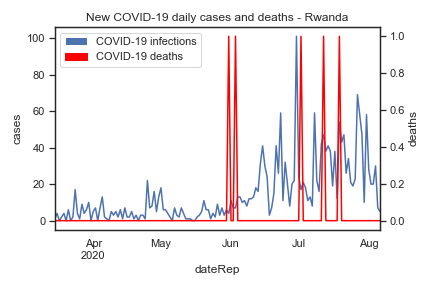 New COVID-19 daily cases and deaths - Rwanda
COVID-19 infections
COVID-19 deaths
100
80
60
40
20
0
cases
1.0
0.8
0.6
0.4
0.2
0.0
deaths
Apr
2020
May
Jun
Jul
Aug
dateRep